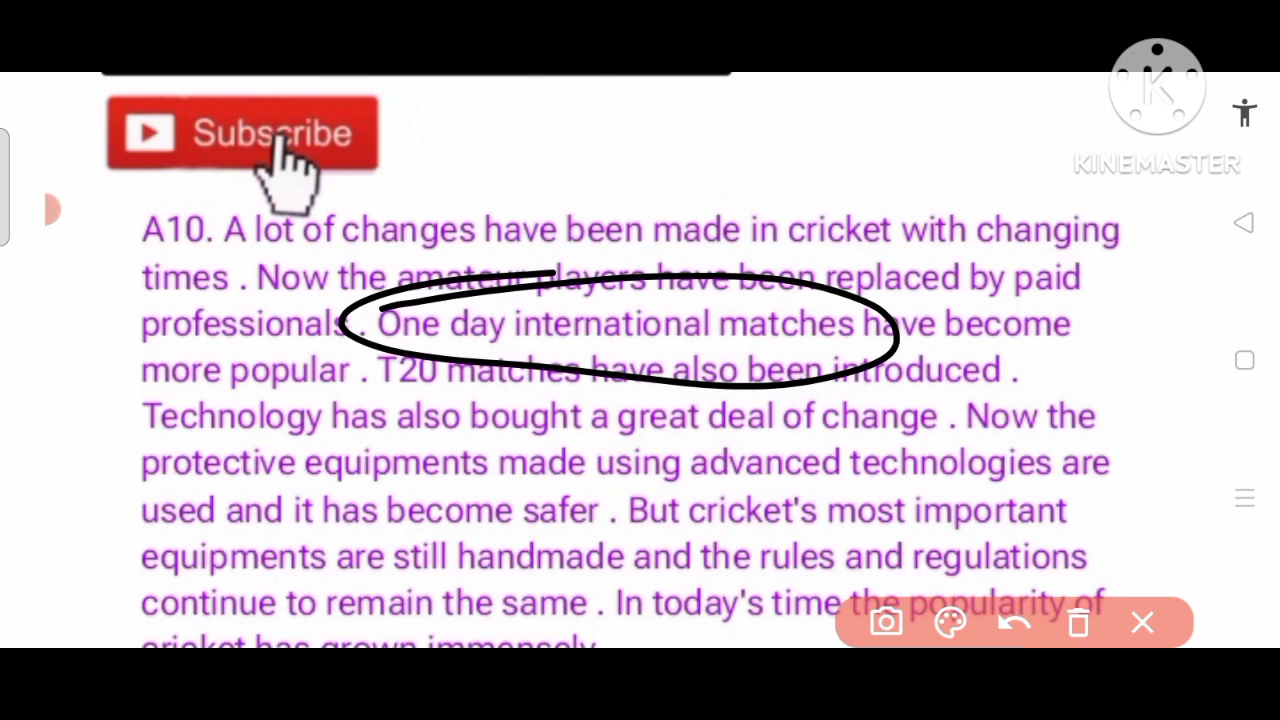 Subscribe
KINEMASTER
A10. A lot of changes have been made in cricket with changing
times . Now the amateur players have been replaced by paid
professionals . One day international matches have become
more popular . T20 matches have also been introduced .
Technology has also bought a great deal of change . Now the
protective equipments made using advanced technologies are
used and it has become safer . But cricket's most important
equipments are still handmade and the rules and regulations
continue to remain the same . In today's time the popularity of
cricket has grown immensely